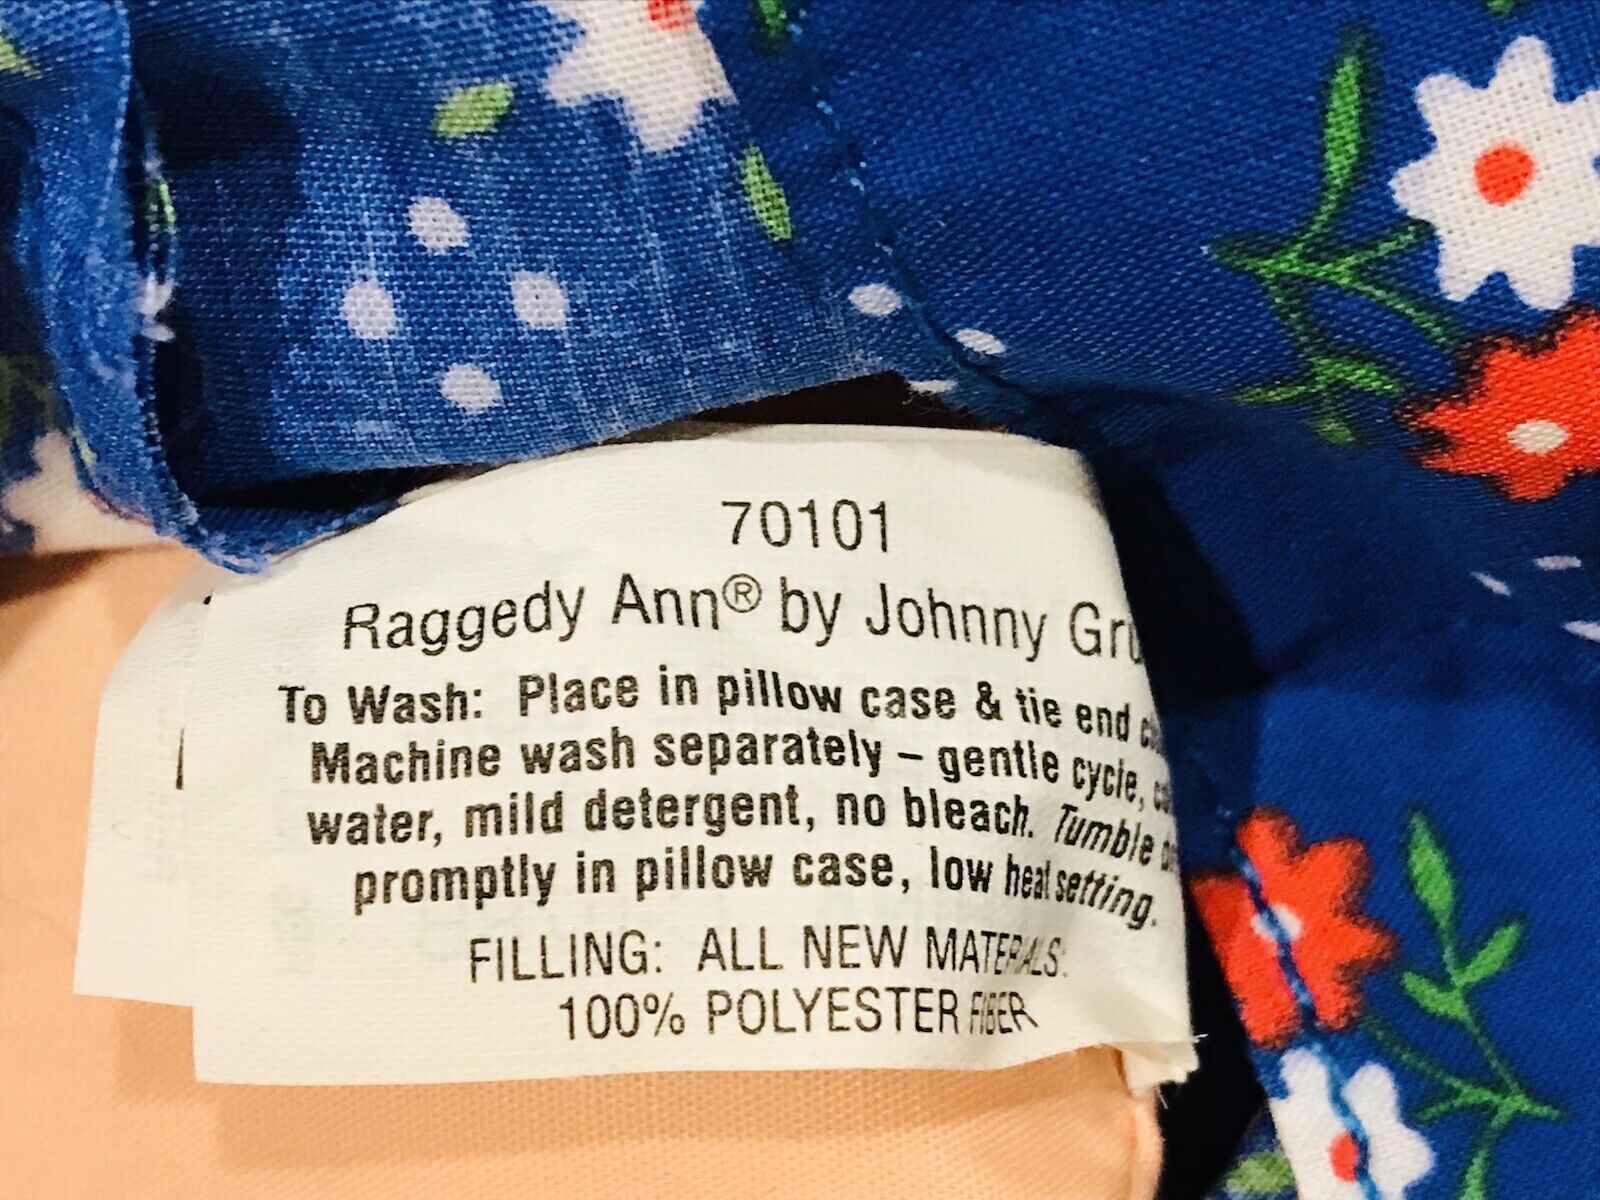 70101
Raggedy Ann® by Johnny
To Wash: Place in pillow case & tie end
Machine wash separately – gentle cycle,
water, mild detergent, no bleach. Tumble
promptly in pillow case, low heat setting.
FILLING: ALL NEW MATERIALS:
100% POLYESTER FIBER